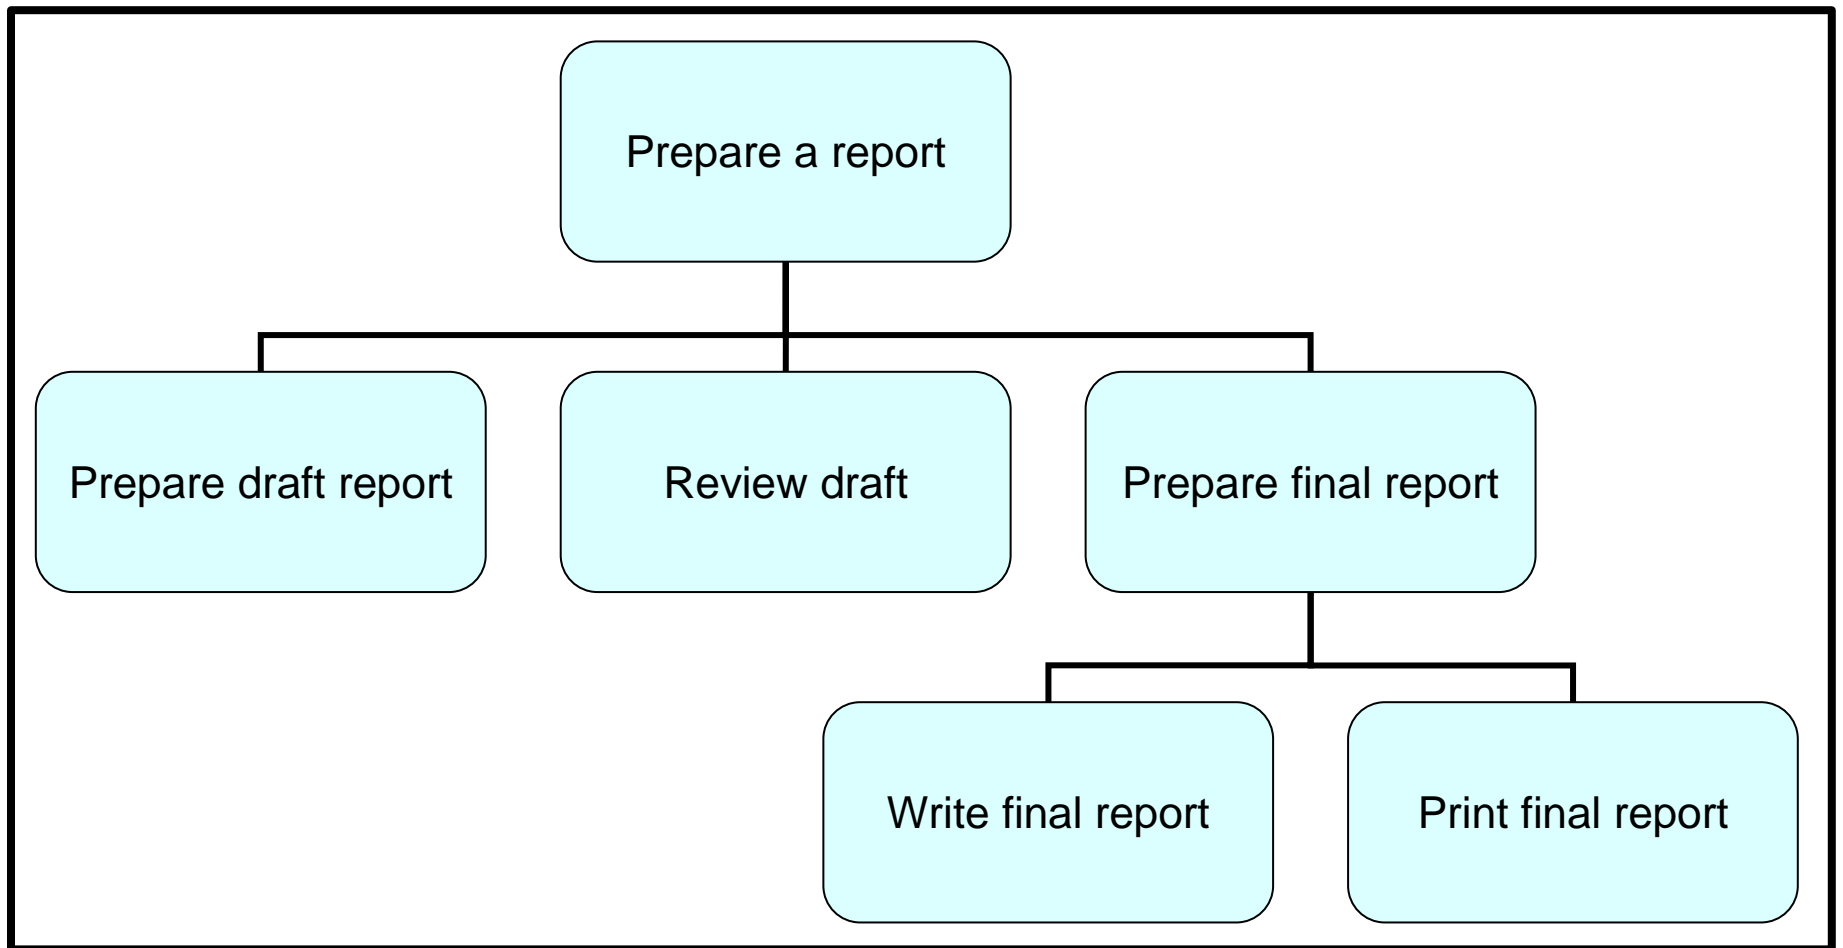 Prepare a report
Prepare draft report
Review draft
Prepare final report
Write final report
Print final report